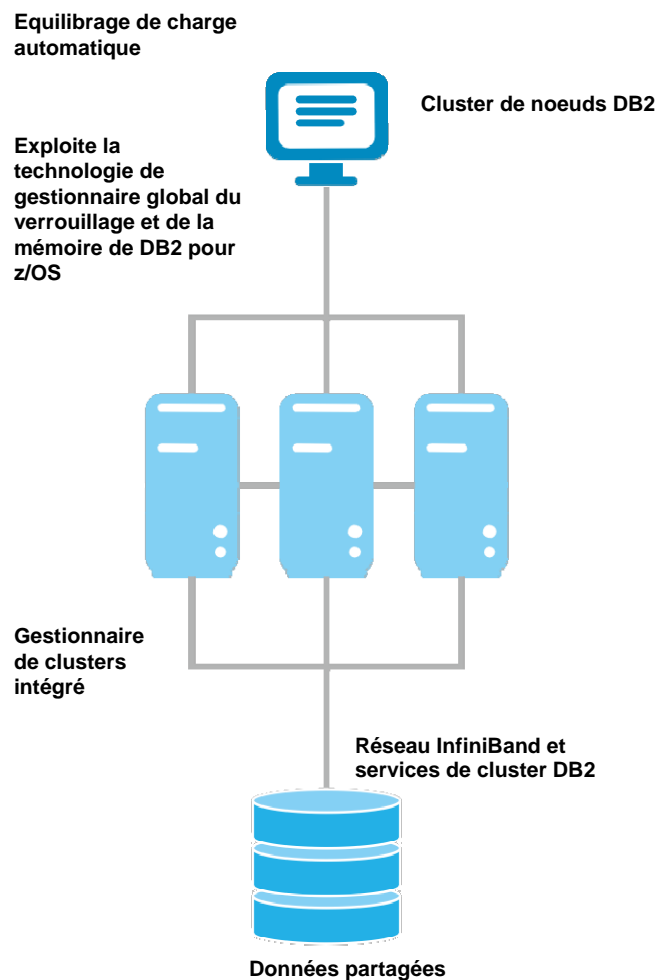 Equilibrage de charge
automatique
Cluster de noeuds DB2
Exploite la
technologie de
gestionnaire global du
verrouillage et de la
mémoire de DB2 pour
z/OS
Gestionnaire
de clusters
intégré
Réseau InfiniBand et
services de cluster DB2
Données partagées